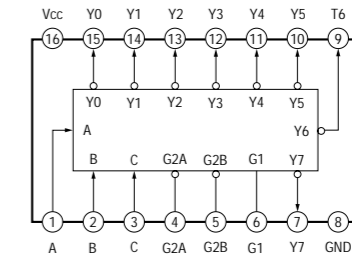 Vcc Y0 Y1 Y2 Y3 Y4 Y5 T6
16 15 14 13 12 11 10 9
Y0 Y1 Y2 Y3 Y4 Y5
A Y6
B C G2A G2B G1 Y7
1 2 3 4 5 6 7 8
A B C G2A G2B G1 Y7 GND